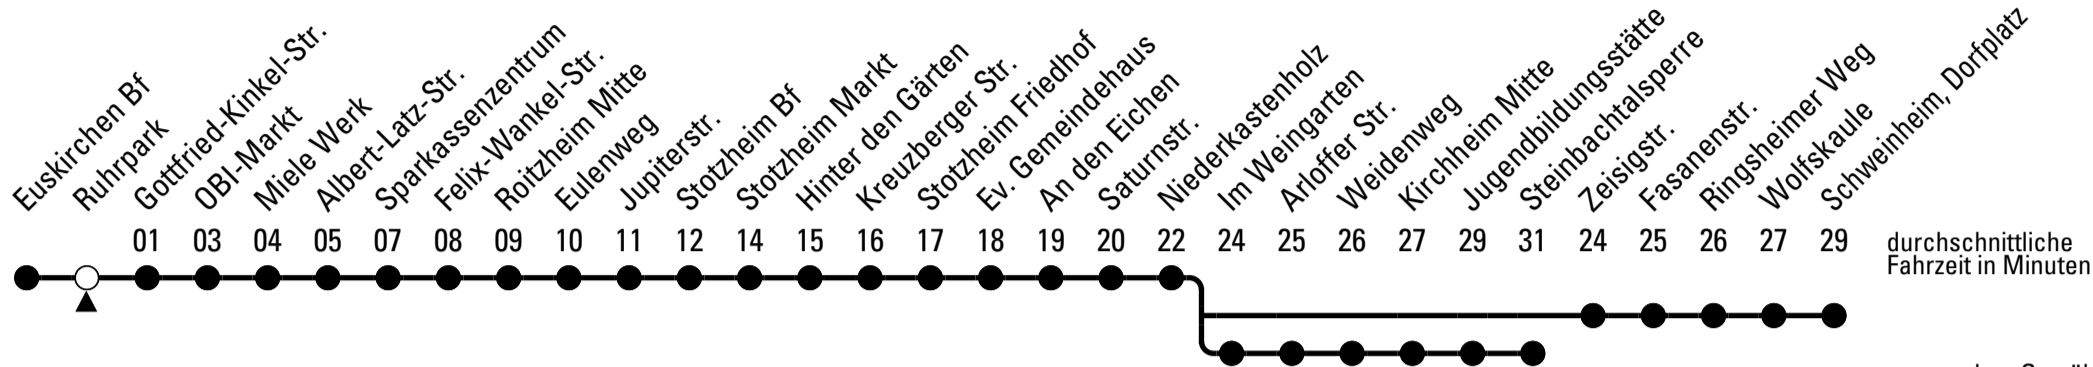 Euskirchen Bf
Ruhrpark
Gottfried-Kinkel-Str.
OBI-Markt
Miele Werk
Albert-Latz-Str.
Sparkassenzentrum
Felix-Wankel-Str.
Roitzheim Mitte
Eulenweg
Jupiterstr.
Stotzheim Bf
Stotzheim Markt
Hinter den Gärten
Kreuzberger Str.
Stotzheim Friedhof
Ev. Gemeindehaus
An den Eichen
Saturnstr.
Niederkastenholz
Im Weingarten
Arloffer Str.
Weidenweg
Kirchheim Mitte
Jugendbildungsstätte
Steinbachtalsperre
Zeisigstr.
Fasanenstr.
Ringsheimer Weg
Wolfskaule
Schweinheim, Dorfplatz
01 03 04 05 07 08 09 10 11 12 14 15 16 17 18 19 20 22 24 25 26 27 29 31 24 25 26 27 29
durchschnittliche
Fahrzeit in Minuten